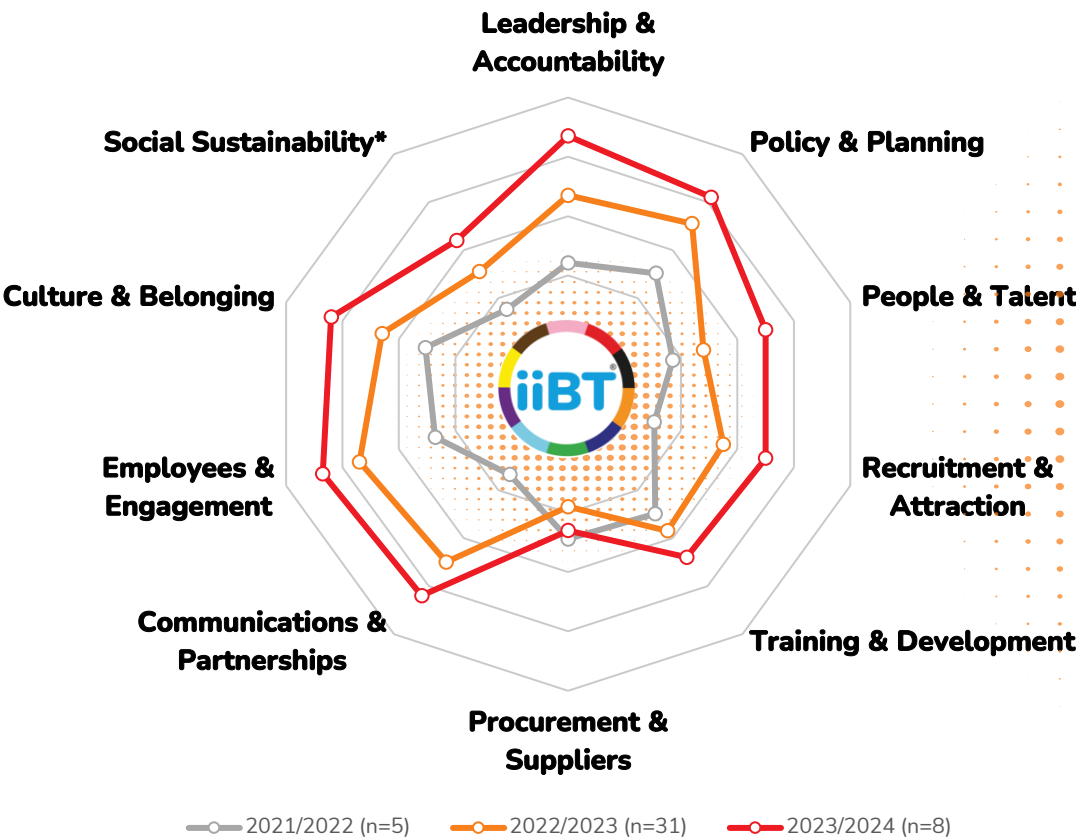 Leadership &
Accountability
Social Sustainability*
Policy & Planning
Culture & Belonging
People & Talent
iiBT®
Employees &
Engagement
Recruitment &
Attraction
Communications &
Partnerships
Training & Development
Procurement &
Suppliers
2021/2022 (n=5)
2022/2023 (n=31)
2023/2024 (n=8)